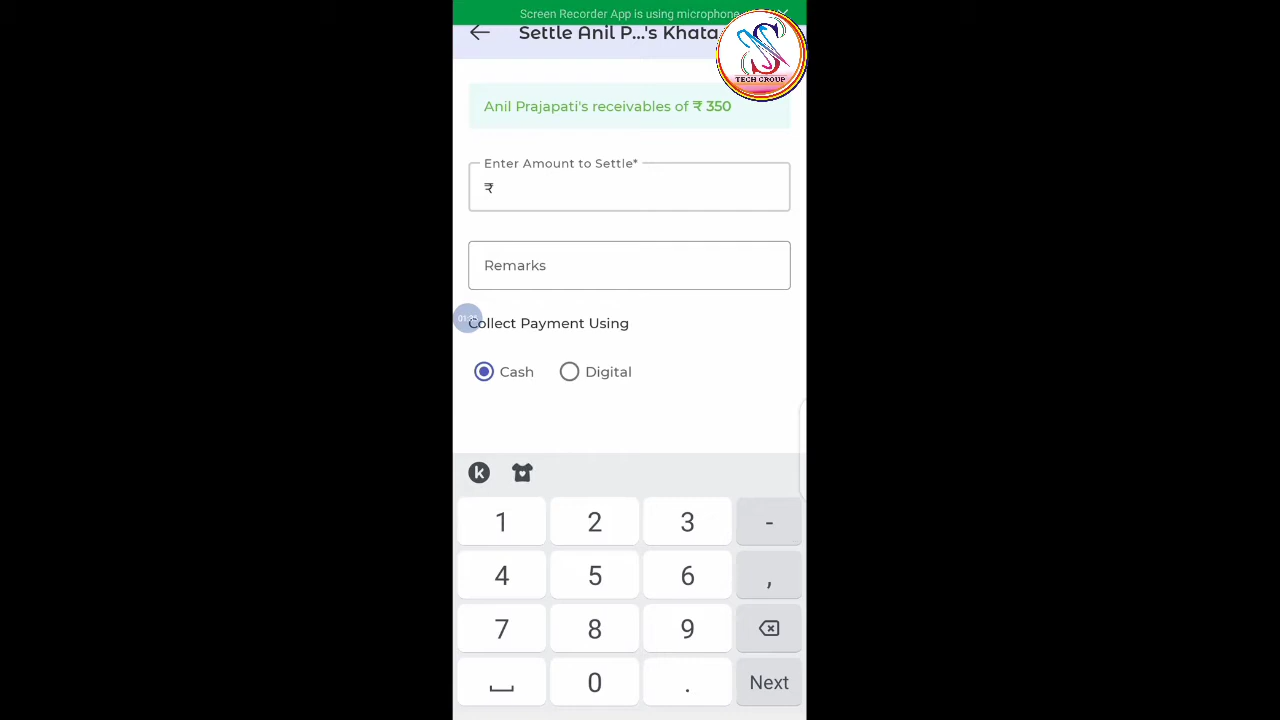 Screen Recorder App is using microphone
Settle Anil P...'s Khata
TECH GROUP
Anil Prajapati's receivables of ₹ 350
Enter Amount to Settle*
₹
Remarks
Collect Payment Using
Cash Digital
k
1 2 3 -
4 5 6 ,
7 8 9
0 . Next